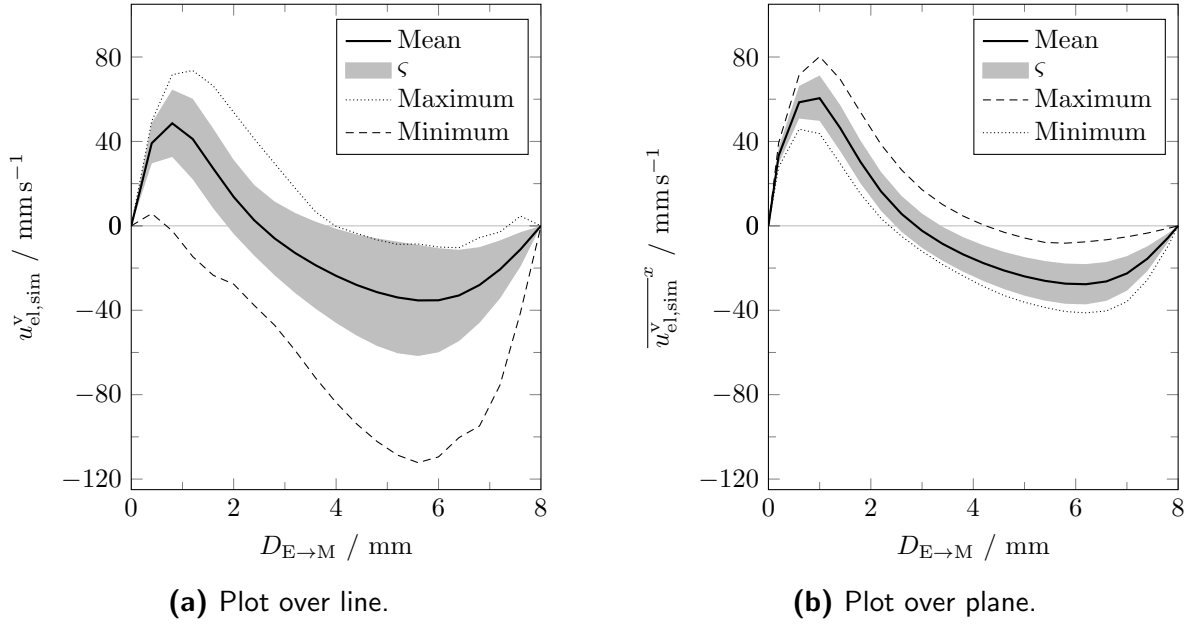 80
40
0
−40
−80
−120
0 2 4 6 8
u^v_el,sim / mm s^−1
D_E→M / mm
Mean
ς
Maximum
Minimum
(a) Plot over line.
80
40
0
−40
−80
−120
0 2 4 6 8
\overline{u^v_el,sim}^x / mm s^−1
D_E→M / mm
Mean
ς
Maximum
Minimum
(b) Plot over plane.